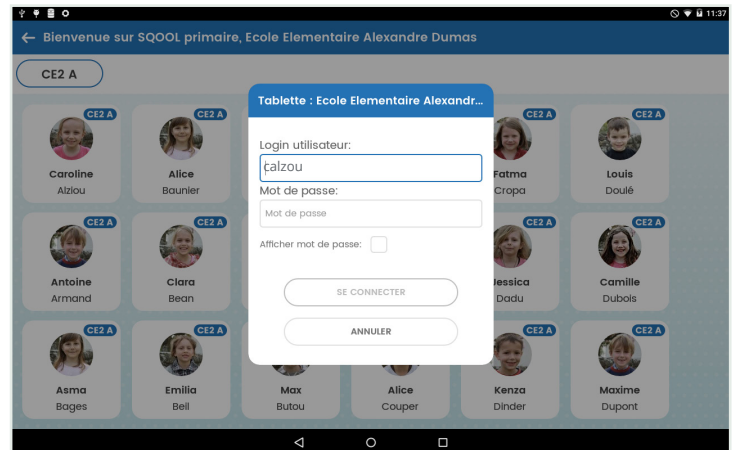 11:37
← Bienvenue sur SQOOL primaire, Ecole Elementaire Alexandre Dumas
CE2 A
Tablette : Ecole Elementaire Alexandr...
Login utilisateur:
calzou
Mot de passe:
Mot de passe
Afficher mot de passe:
SE CONNECTER
ANNULER
CE2 A
CE2 A
CE2 A
CE2 A
Caroline
Alziou
Alice
Baunier
Fatma
Cropa
Louis
Doulé
CE2 A
CE2 A
CE2 A
CE2 A
Antoine
Armand
Clara
Bean
Jessica
Dadu
Camille
Dubois
CE2 A
CE2 A
CE2 A
CE2 A
Asma
Bages
Emilia
Beil
Max
Butou
Alice
Couper
Kenza
Dinder
Maxime
Dupont